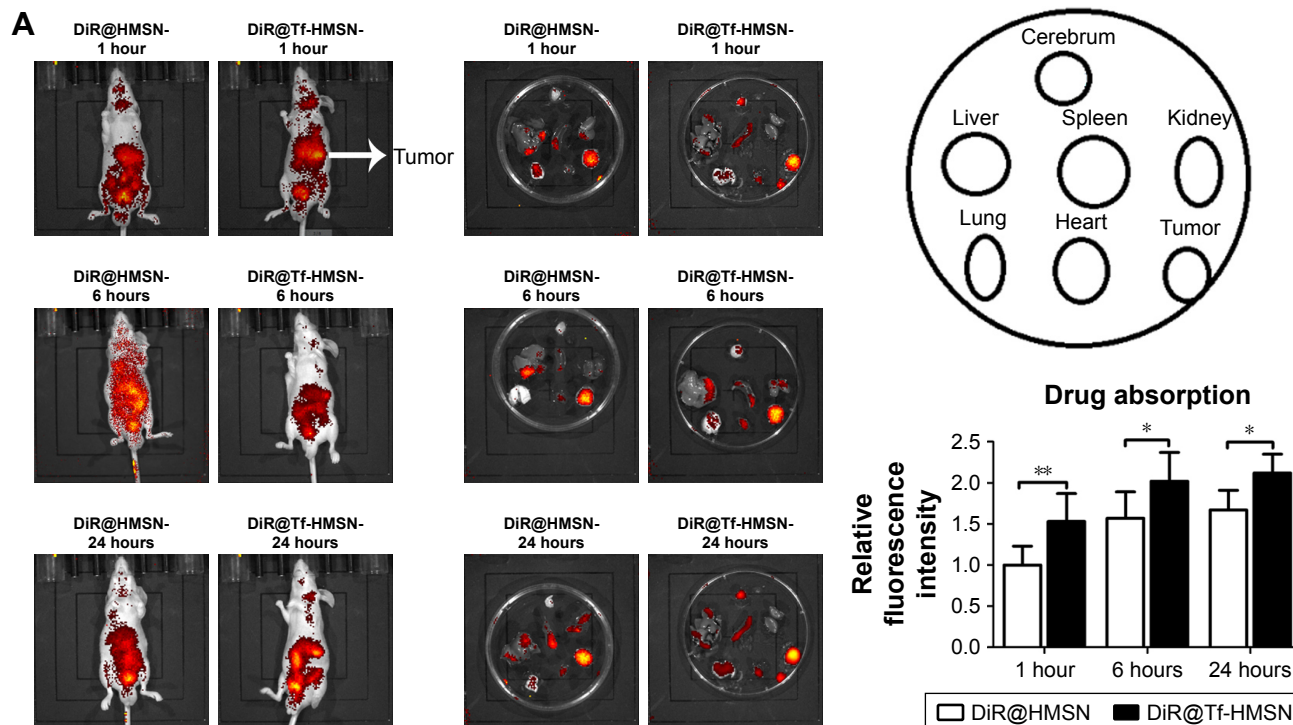 A
DiR@HMSN-
1 hour
DiR@Tf-HMSN-
1 hour
DiR@HMSN-
1 hour
DiR@Tf-HMSN-
1 hour
Tumor
DiR@HMSN-
6 hours
DiR@Tf-HMSN-
6 hours
DiR@HMSN-
6 hours
DiR@Tf-HMSN-
6 hours
DiR@HMSN-
24 hours
DiR@Tf-HMSN-
24 hours
DiR@HMSN-
24 hours
DiR@Tf-HMSN-
24 hours
Cerebrum
Liver
Spleen
Kidney
Lung
Heart
Tumor
Drug absorption
Relative
fluorescence
intensity
2.5
2.0
1.5
1.0
0.5
0.0
**
*
*
1 hour
6 hours
24 hours
DiR@HMSN
DiR@Tf-HMSN